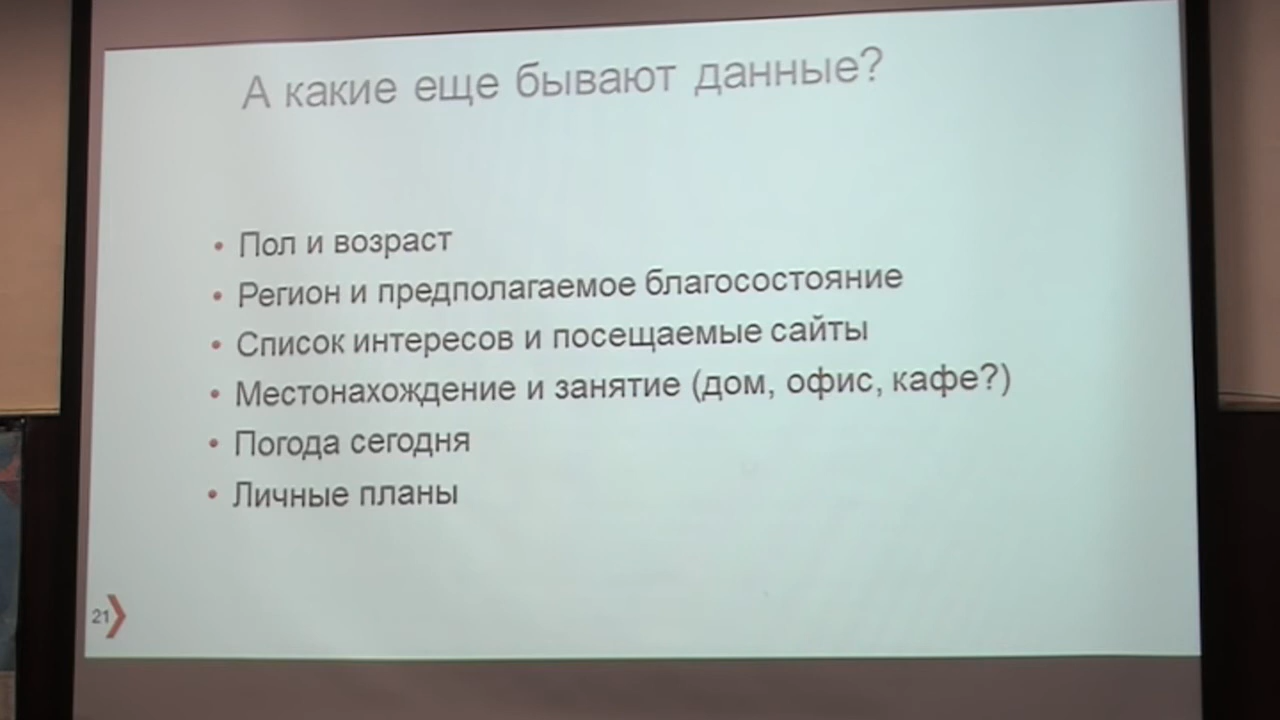 А какие еще бывают данные?
• Пол и возраст
• Регион и предполагаемое благосостояние
• Список интересов и посещаемые сайты
• Местонахождение и занятие (дом, офис, кафе?)
• Погода сегодня
• Личные планы
21